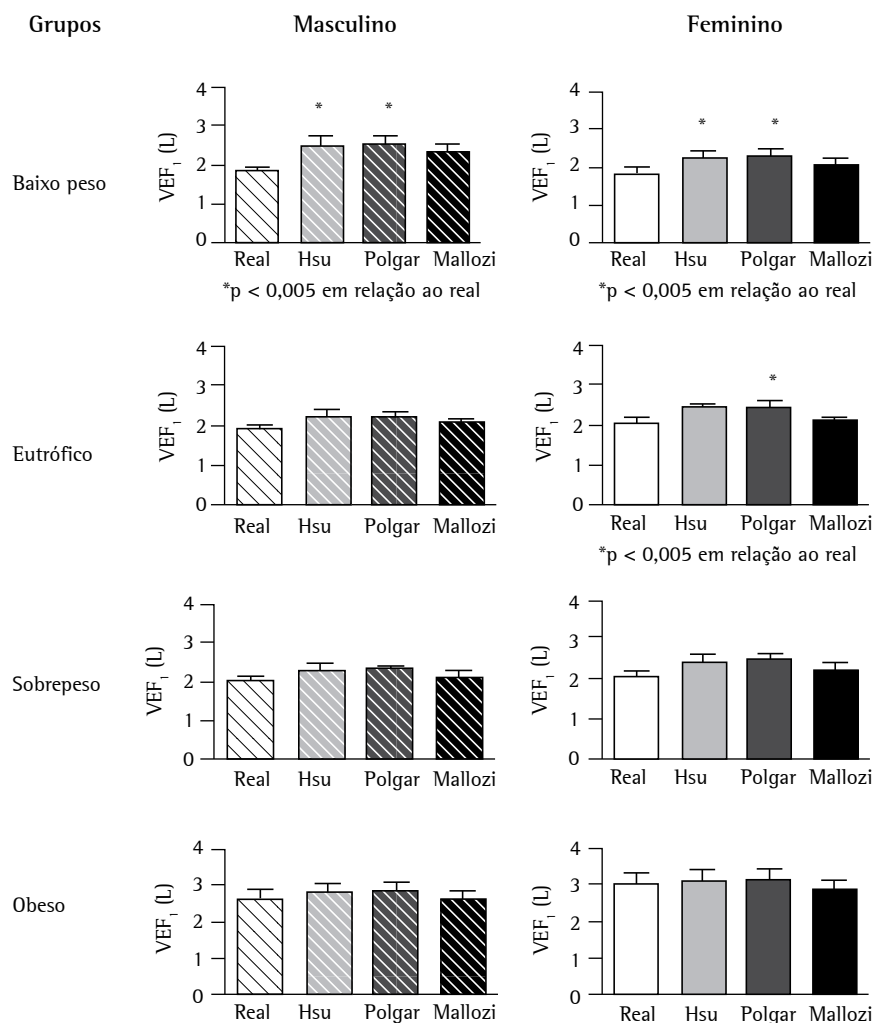 Grupos Masculino Feminino
Baixo peso
VEF₁ (L)
4
3
2
1
0
* *
Real Hsu Polgar Mallozi
*p < 0,005 em relação ao real
VEF₁ (L)
4
3
2
1
0
* *
Real Hsu Polgar Mallozi
*p < 0,005 em relação ao real
Eutrófico
VEF₁ (L)
4
3
2
1
0
Real Hsu Polgar Mallozi
VEF₁ (L)
4
3
2
1
0
*
Real Hsu Polgar Mallozi
*p < 0,005 em relação ao real
Sobrepeso
VEF₁ (L)
4
3
2
1
0
Real Hsu Polgar Mallozi
VEF₁ (L)
4
3
2
1
0
Real Hsu Polgar Mallozi
Obeso
VEF₁ (L)
4
3
2
1
0
Real Hsu Polgar Mallozi
VEF₁ (L)
4
3
2
1
0
Real Hsu Polgar Mallozi